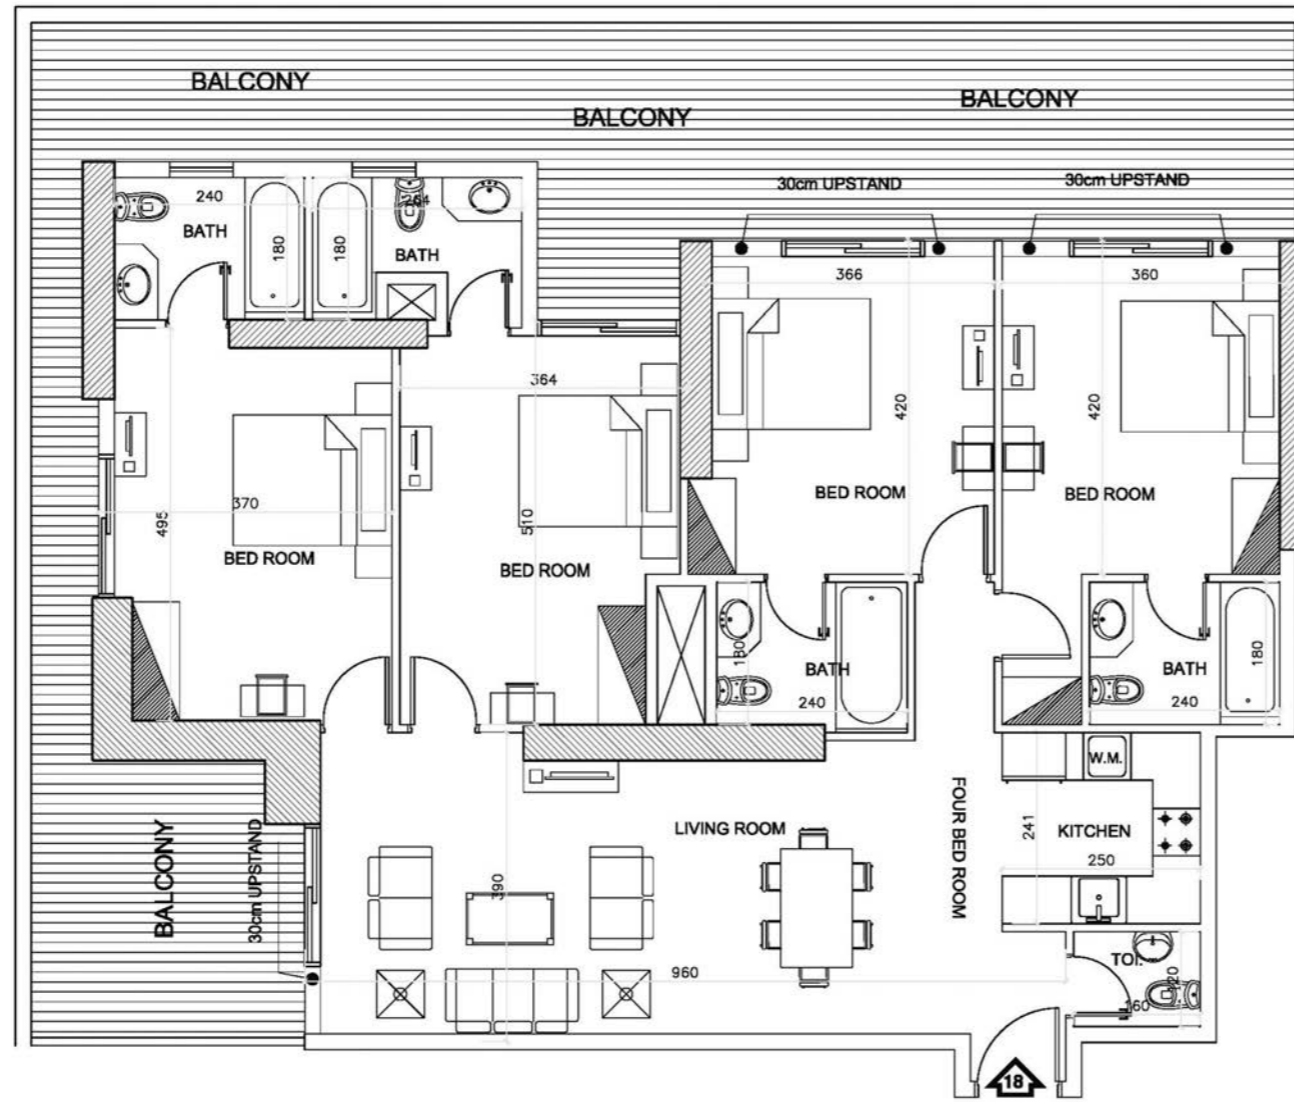 BALCONY
BALCONY
BALCONY
30cm UPSTAND
30cm UPSTAND
240
264
BATH
180
180
BATH
366
360
364
420
420
370
495
510
BED ROOM
BED ROOM
BED ROOM
BED ROOM
180
BATH
240
BATH
240
180
W.M.
LIVING ROOM
FOUR BED ROOM
241
KITCHEN
250
BALCONY
30cm UPSTAND
390
960
TOI.
120
160
18